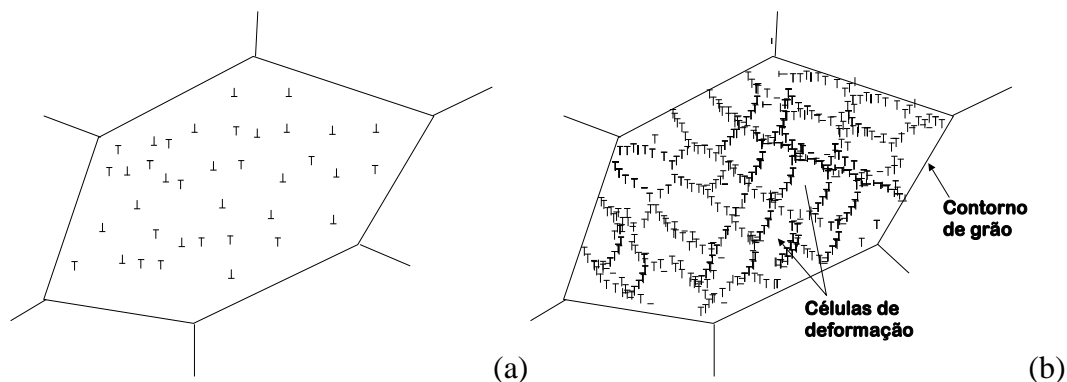 Contorno
de grão
Células de
deformação
(a)
(b)